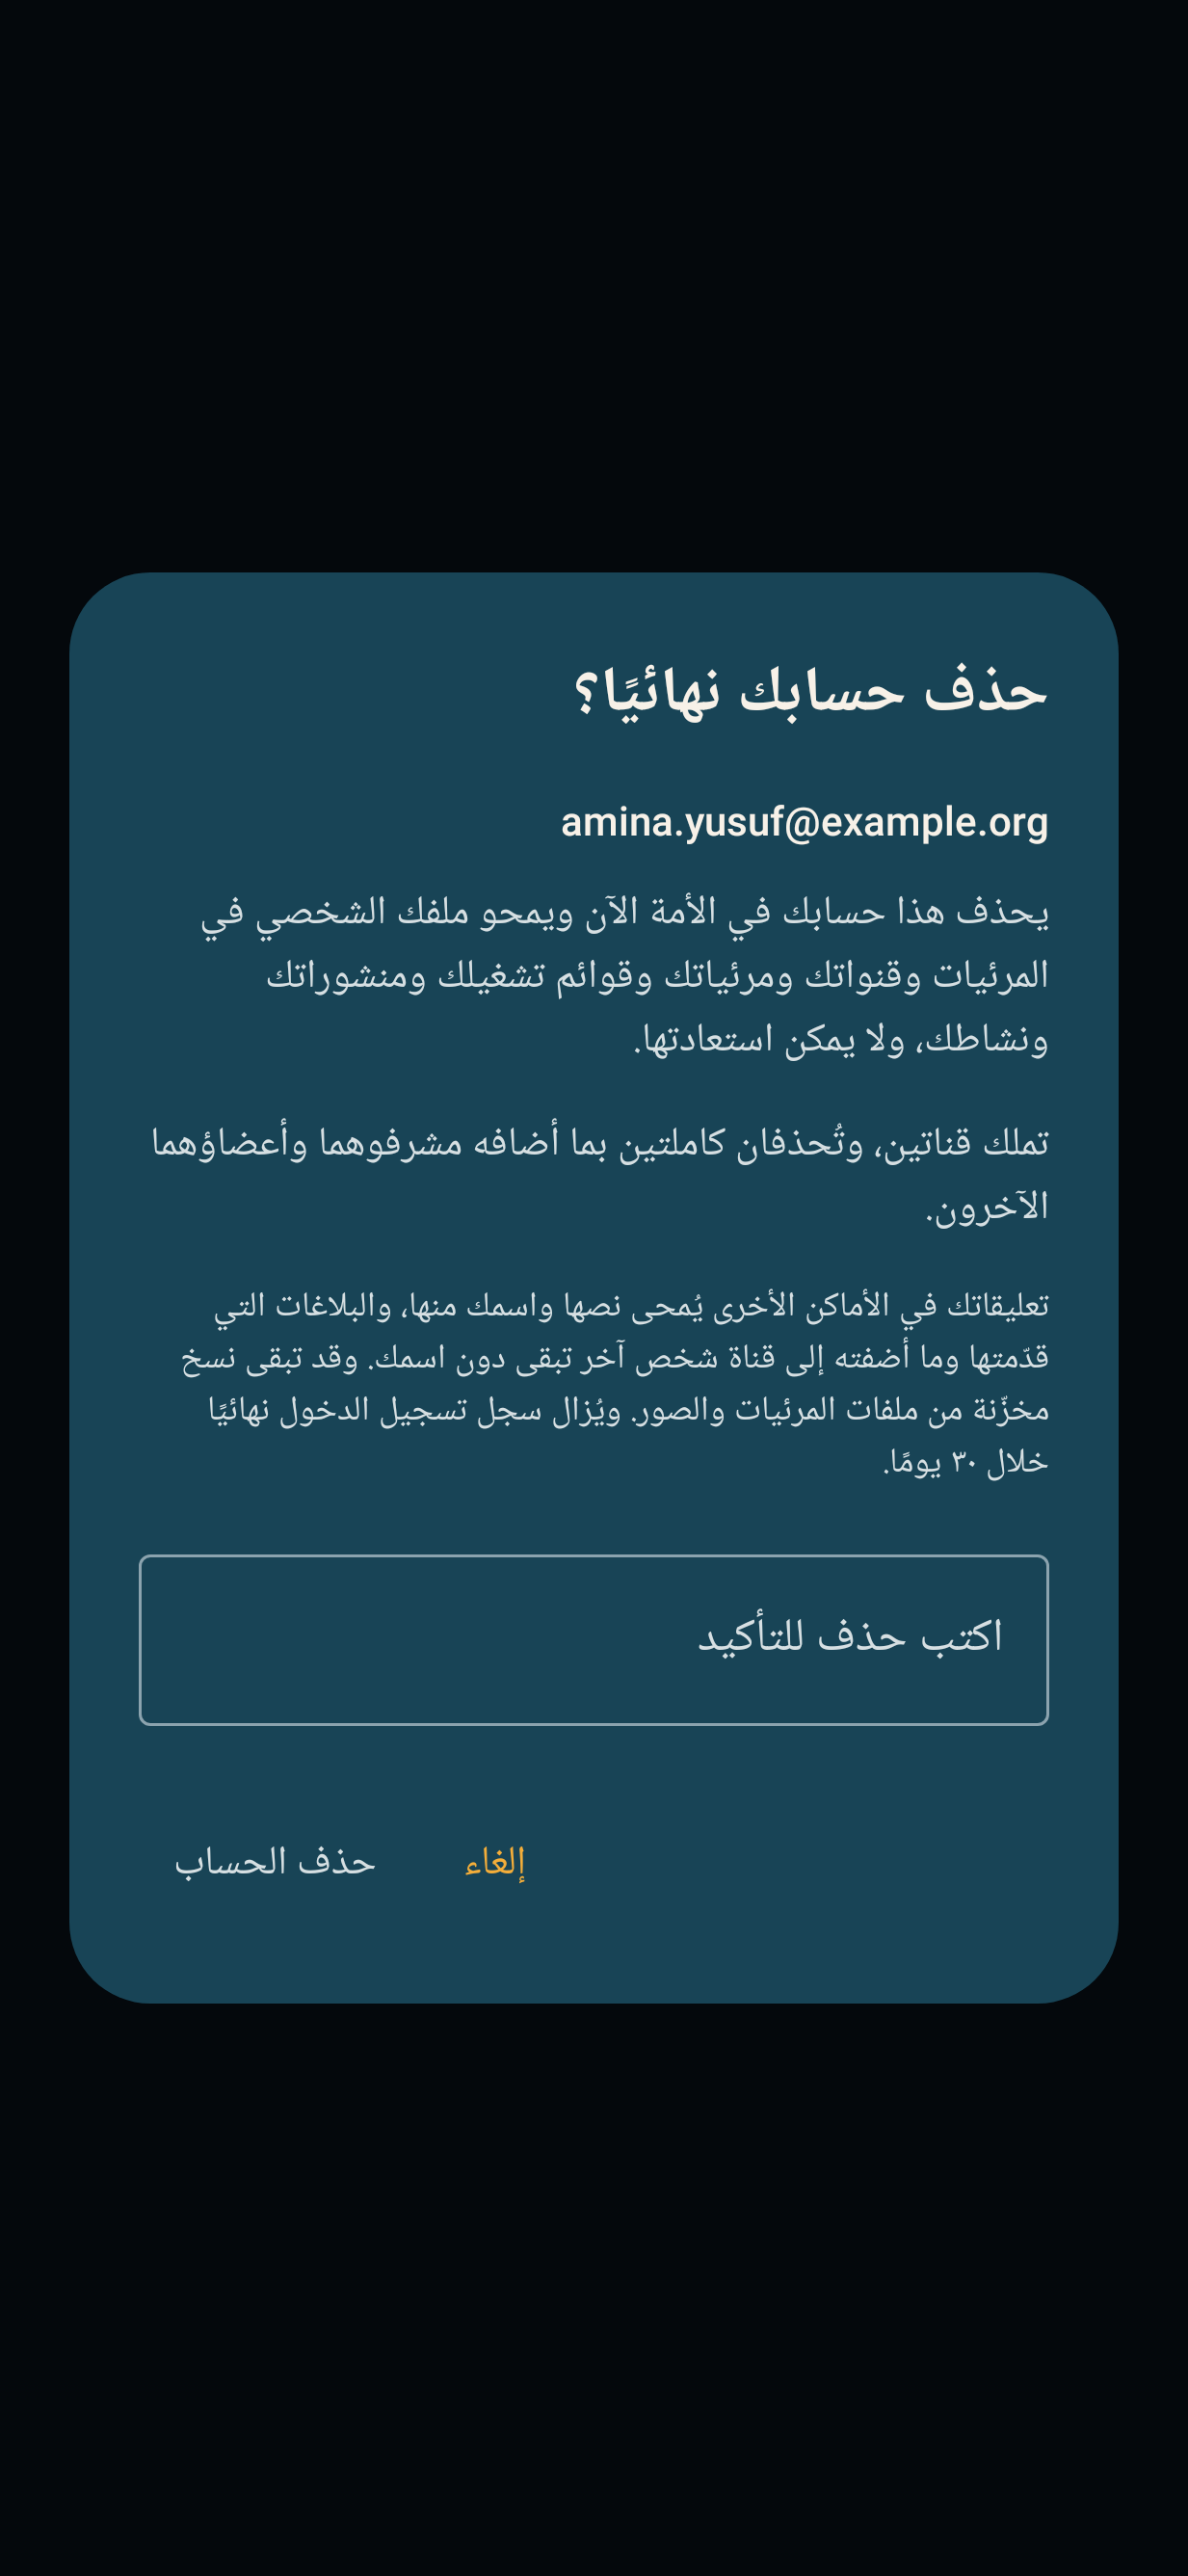 حذف حسابك نهائيًا؟
amina.yusuf@example.org
يحذف هذا حسابك في الأمة الآن ويمحو ملفك الشخصي في
المرئيات وقنواتك ومرئياتك وقوائم تشغيلك ومنشوراتك
ونشاطك، ولا يمكن استعادتها.
تملك قناتين، وتُحذفان كاملتين بما أضافه مشرفوهما وأعضاؤهما
الآخرون.
تعليقاتك في الأماكن الأخرى يُمحى نصها واسمك منها، والبلاغات التي
قدّمتها وما أضفته إلى قناة شخص آخر تبقى دون اسمك. وقد تبقى نسخ
مخزّنة من ملفات المرئيات والصور. ويُزال سجل تسجيل الدخول نهائيًا
خلال ٣٠ يومًا.
اكتب حذف للتأكيد
إلغاء
حذف الحساب